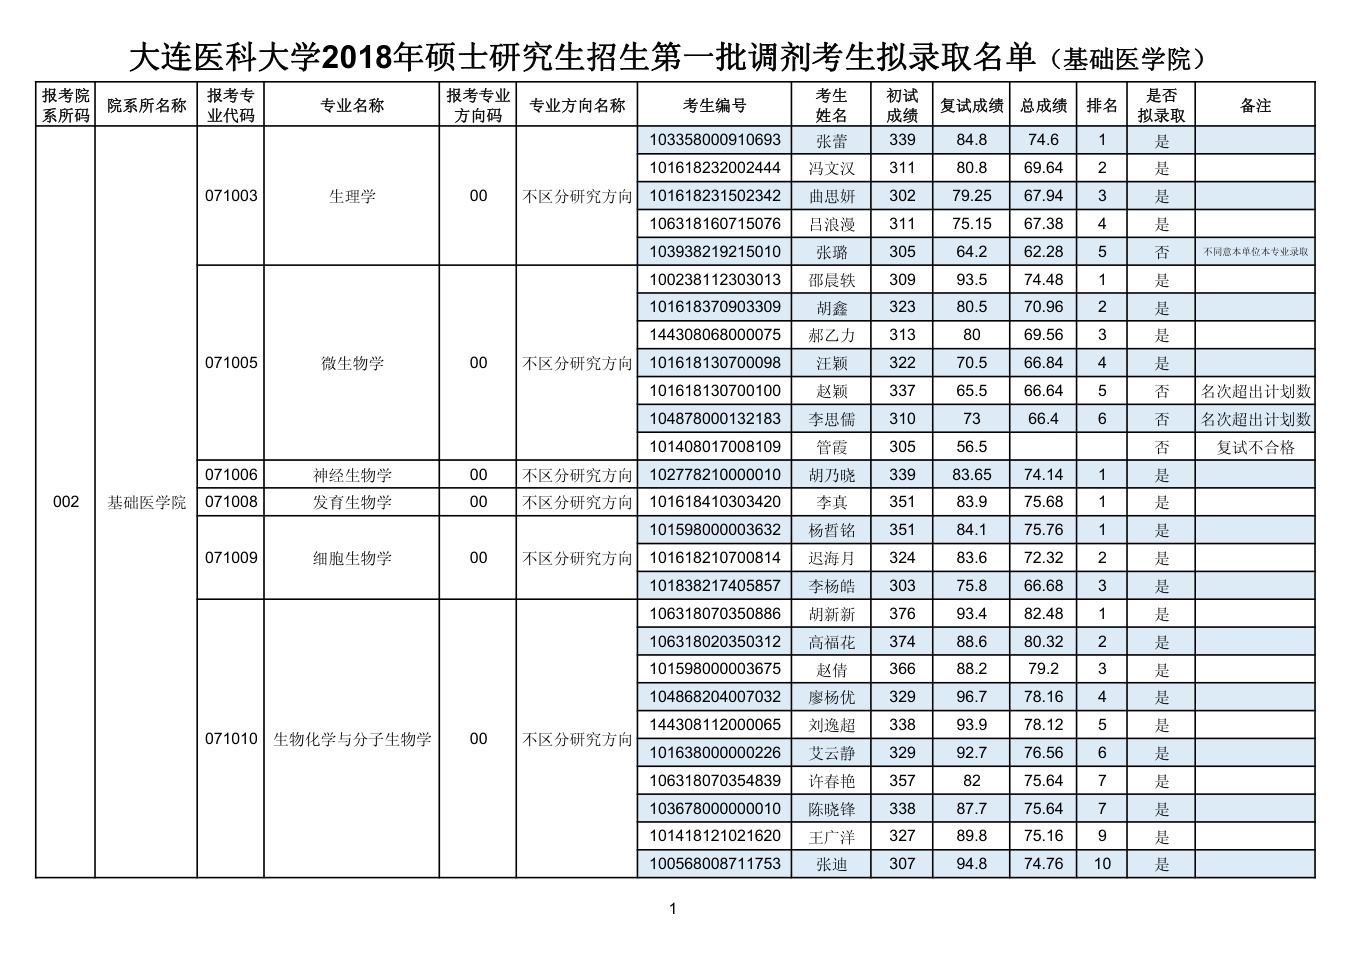 大连医科大学2018年硕士研究生招生第一批调剂考生拟录取名单（基础医学院）
报考院系所码 院系所名称 报考专业代码 专业名称 报考专业方向码 专业方向名称 考生编号 考生姓名 初试成绩 复试成绩 总成绩 排名 是否拟录取 备注
002 基础医学院
071003 生理学 00 不区分研究方向
103358000910693 张蕾 339 84.8 74.6 1 是
101618232002444 冯文汉 311 80.8 69.64 2 是
101618231502342 曲思妍 302 79.25 67.94 3 是
106318160715076 吕浪漫 311 75.15 67.38 4 是
103938219215010 张璐 305 64.2 62.28 5 否 不同意本单位本专业录取
071005 微生物学 00 不区分研究方向
100238112303013 邵晨轶 309 93.5 74.48 1 是
101618370903309 胡鑫 323 80.5 70.96 2 是
144308068000075 郝乙力 313 80 69.56 3 是
101618130700098 汪颖 322 70.5 66.84 4 是
101618130700100 赵颖 337 65.5 66.64 5 否 名次超出计划数
104878000132183 李思儒 310 73 66.4 6 否 名次超出计划数
101408017008109 管霞 305 56.5 否 复试不合格
071006 神经生物学 00 不区分研究方向 102778210000010 胡乃晓 339 83.65 74.14 1 是
071008 发育生物学 00 不区分研究方向 101618410303420 李真 351 83.9 75.68 1 是
071009 细胞生物学 00 不区分研究方向
101598000003632 杨哲铭 351 84.1 75.76 1 是
101618210700814 迟海月 324 83.6 72.32 2 是
101838217405857 李杨皓 303 75.8 66.68 3 是
071010 生物化学与分子生物学 00 不区分研究方向
106318070350886 胡新新 376 93.4 82.48 1 是
106318020350312 高福花 374 88.6 80.32 2 是
101598000003675 赵倩 366 88.2 79.2 3 是
104868204007032 廖杨优 329 96.7 78.16 4 是
144308112000065 刘逸超 338 93.9 78.12 5 是
101638000000226 艾云静 329 92.7 76.56 6 是
106318070354839 许春艳 357 82 75.64 7 是
103678000000010 陈晓锋 338 87.7 75.64 7 是
101418121021620 王广洋 327 89.8 75.16 9 是
100568008711753 张迪 307 94.8 74.76 10 是
1